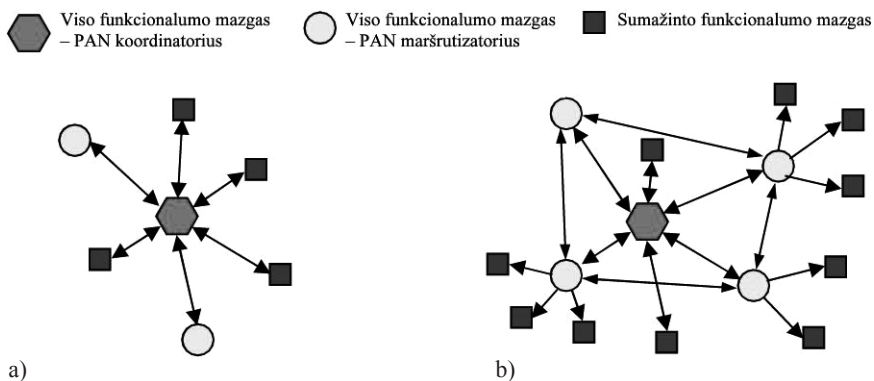 Viso funkcionalumo mazgas
– PAN koordinatorius
Viso funkcionalumo mazgas
– PAN maršrutizatorius
Sumažinto funkcionalumo mazgas
a)
b)